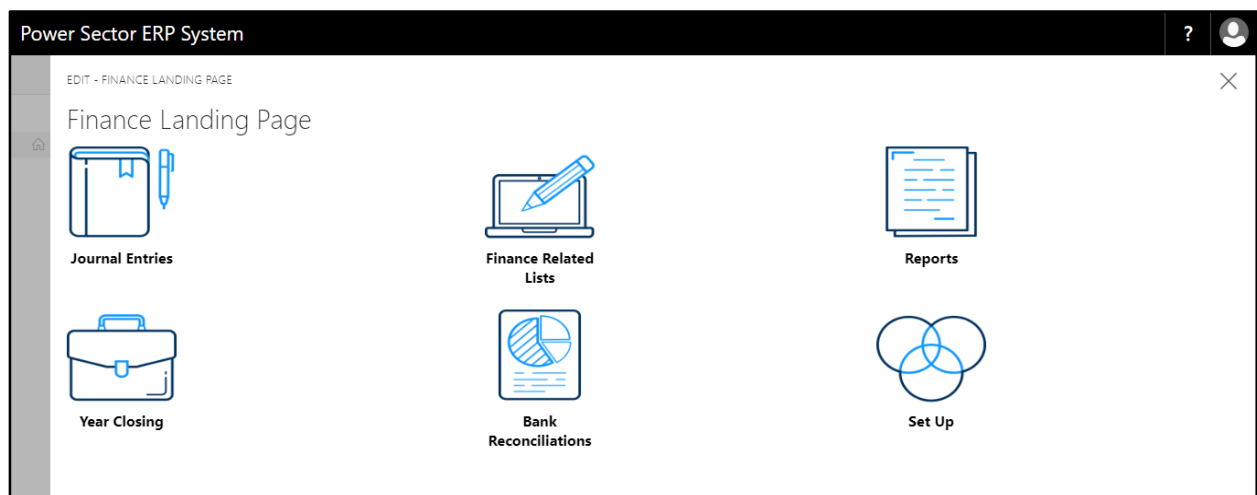 Power Sector ERP System
?
EDIT - FINANCE LANDING PAGE
Finance Landing Page
Journal Entries
Finance Related
Lists
Reports
Year Closing
Bank
Reconciliations
Set Up